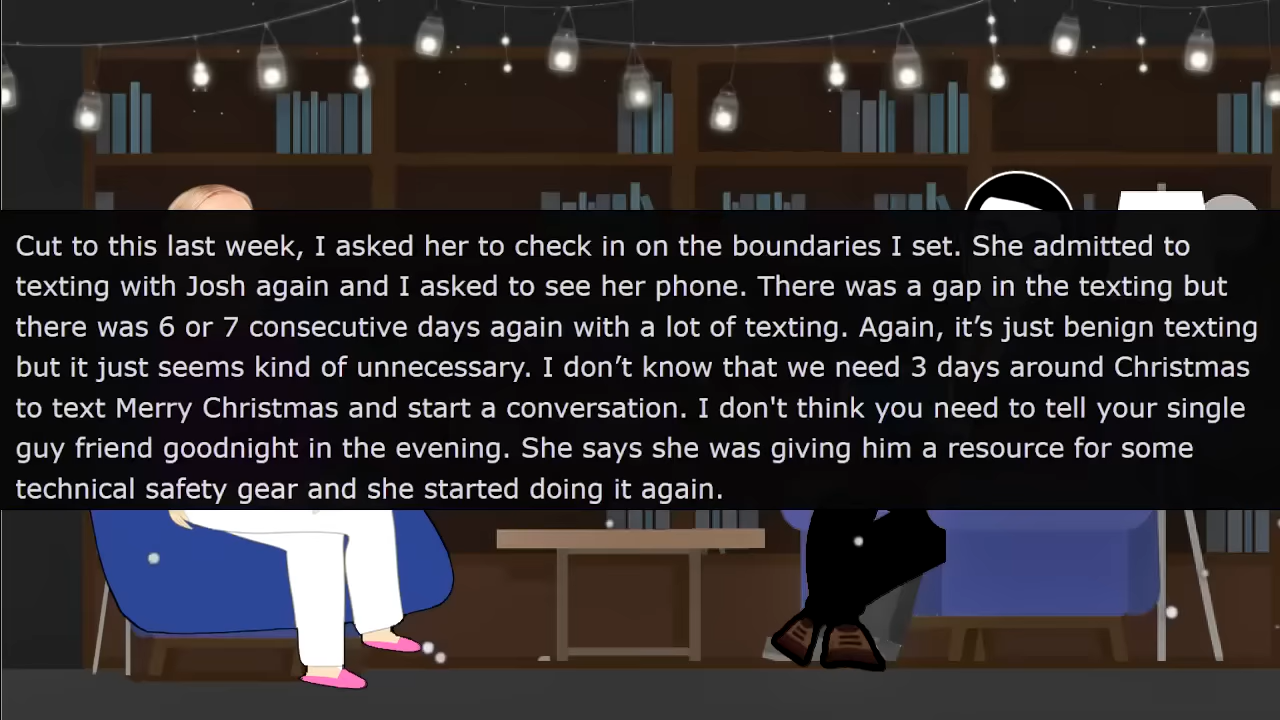 Cut to this last week, I asked her to check in on the boundaries I set. She admitted to
texting with Josh again and I asked to see her phone. There was a gap in the texting but
there was 6 or 7 consecutive days again with a lot of texting. Again, it’s just benign texting
but it just seems kind of unnecessary. I don’t know that we need 3 days around Christmas
to text Merry Christmas and start a conversation. I don't think you need to tell your single
guy friend goodnight in the evening. She says she was giving him a resource for some
technical safety gear and she started doing it again.